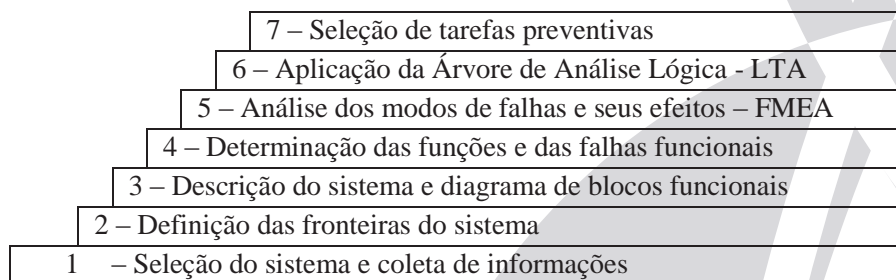 7 – Seleção de tarefas preventivas
6 – Aplicação da Árvore de Análise Lógica - LTA
5 – Análise dos modos de falhas e seus efeitos – FMEA
4 – Determinação das funções e das falhas funcionais
3 – Descrição do sistema e diagrama de blocos funcionais
2 – Definição das fronteiras do sistema
1 – Seleção do sistema e coleta de informações